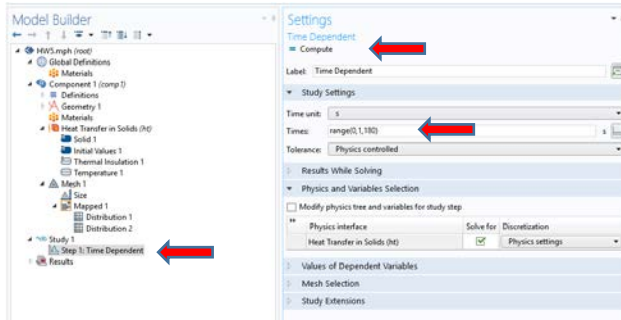 Model Builder
HW5.mph (root)
Global Definitions
Materials
Component 1 (comp1)
Definitions
Geometry 1
Materials
Heat Transfer in Solids (ht)
Solid 1
Initial Values 1
Thermal Insulation 1
Temperature 1
Mesh 1
Size
Mapped 1
Distribution 1
Distribution 2
Study 1
Step 1: Time Dependent
Results
Settings
Time Dependent
= Compute
Label: Time Dependent
Study Settings
Time unit: s
Times: range(0,1,180) s
Tolerance: Physics controlled
Results While Solving
Physics and Variables Selection
Modify physics tree and variables for study step
Physics interface Solve for Discretization
Heat Transfer in Solids (ht) Physics settings
Values of Dependent Variables
Mesh Selection
Study Extensions